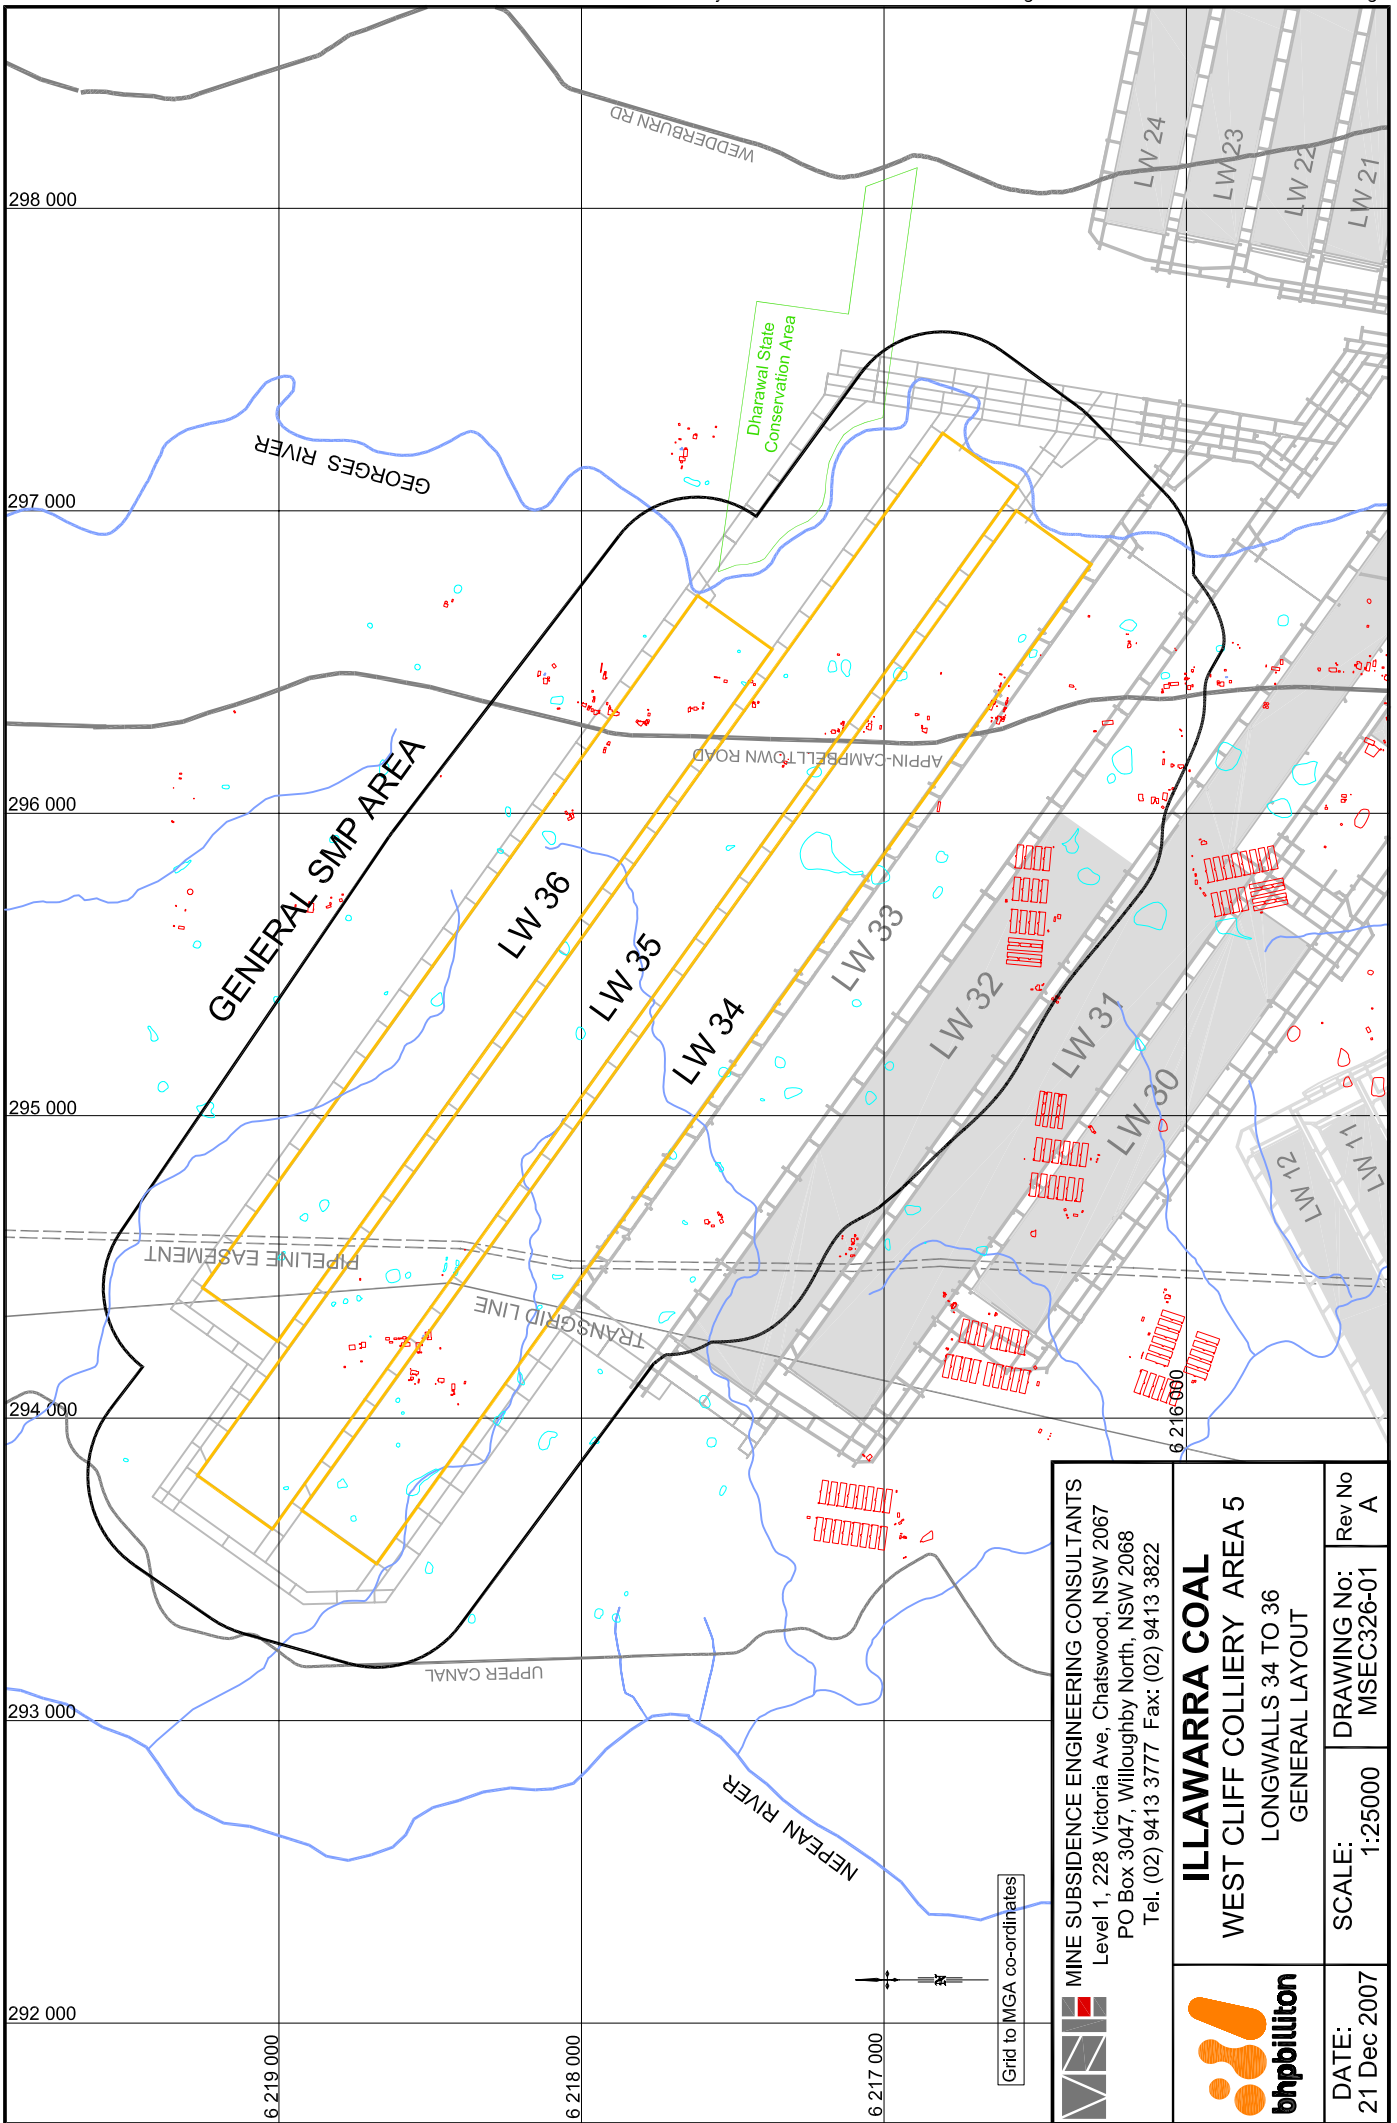 298 000
297 000
296 000
295 000
294 000
293 000
292 000
6 219 000
6 218 000
6 217 000
6 216 000
WEDDERBURN RD
GEORGES RIVER
Dharawal State
Conservation Area
APPIN-CAMPBELLTOWN ROAD
GENERAL SMP AREA
LW 36
LW 35
LW 34
LW 33
LW 32
LW 31
LW 30
LW 24
LW 23
LW 22
LW 21
LW 12
LW 11
PIPELINE EASEMENT
TRANSGRID LINE
UPPER CANAL
NEPEAN RIVER
N
Grid to MGA co-ordinates
MINE SUBSIDENCE ENGINEERING CONSULTANTS
Level 1, 228 Victoria Ave, Chatswood, NSW 2067
PO Box 3047, Willoughby North, NSW 2068
Tel. (02) 9413 3777 Fax: (02) 9413 3822
bhpbilliton
ILLAWARRA COAL
WEST CLIFF COLLIERY AREA 5
LONGWALLS 34 TO 36
GENERAL LAYOUT
DATE:
21 Dec 2007
SCALE:
1:25000
DRAWING No:
MSEC326-01
Rev No
A